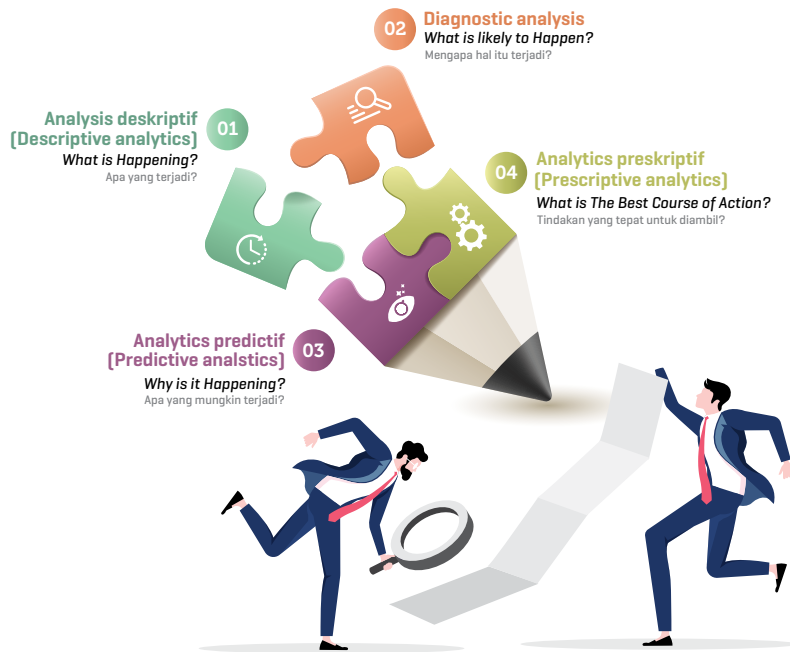 01
Analysis deskriptif
(Descriptive analytics)
What is Happening?
Apa yang terjadi?
02
Diagnostic analysis
What is likely to Happen?
Mengapa hal itu terjadi?
03
Analytics predictif
(Predictive analstics)
Why is it Happening?
Apa yang mungkin terjadi?
04
Analytics preskriptif
(Prescriptive analytics)
What is The Best Course of Action?
Tindakan yang tepat untuk diambil?